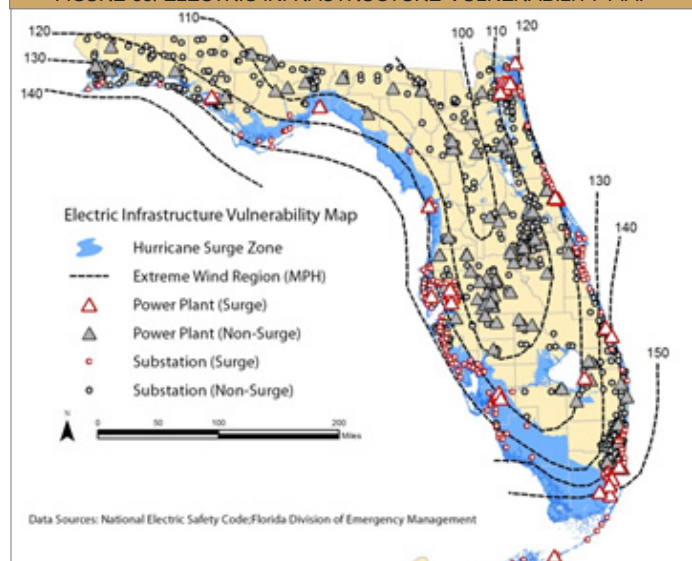 110
120
130
140
100
110
120
130
140
150
Electric Infrastructure Vulnerability Map
Hurricane Surge Zone
Extreme Wind Region (MPH)
Power Plant (Surge)
Power Plant (Non-Surge)
Substation (Surge)
Substation (Non-Surge)
N
0 50 100 200
Miles
Data Sources: National Electric Safety Code;Florida Division of Emergency Management